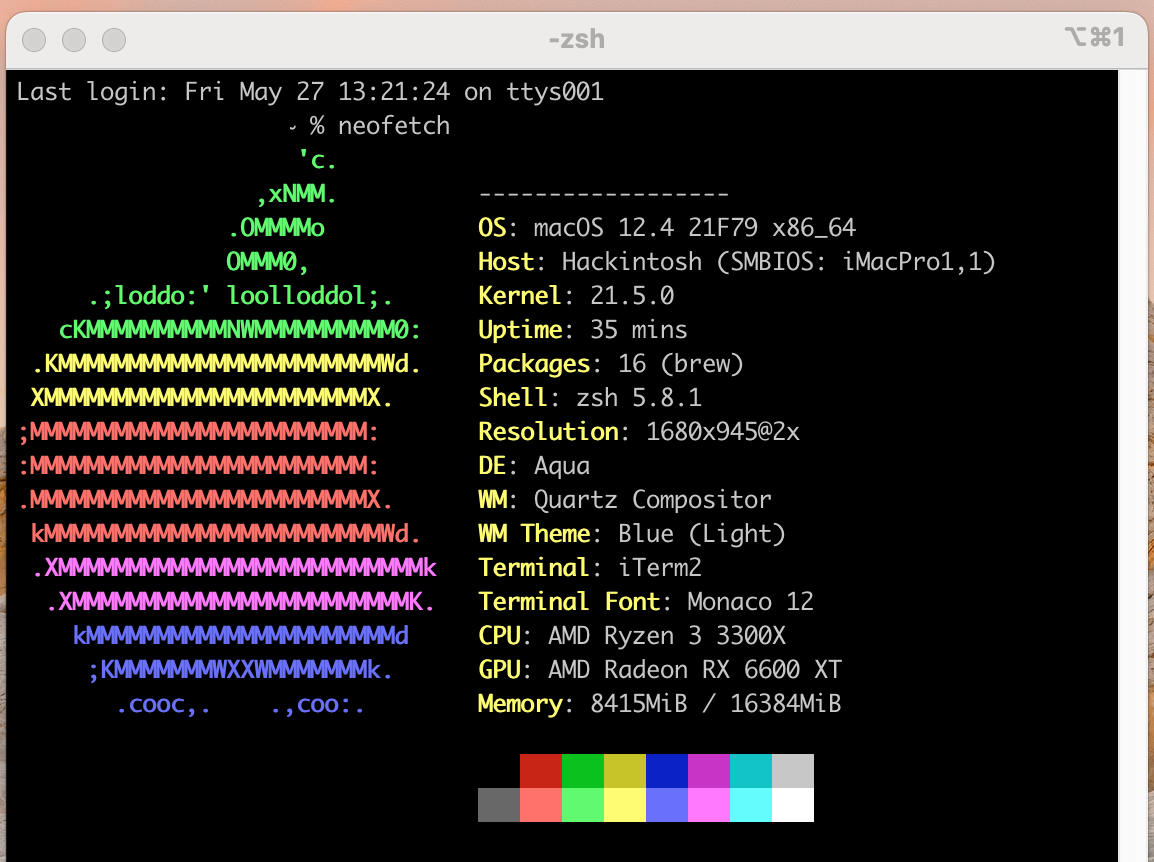 -zsh
⌥⌘1
Last login: Fri May 27 13:21:24 on ttys001
% neofetch
'c.
,xNMM.       ------------------
.OMMMMo       OS: macOS 12.4 21F79 x86_64
OMMM0,       Host: Hackintosh (SMBIOS: iMacPro1,1)
.;loddo:' loolloddol;.       Kernel: 21.5.0
cKMMMMMMMMMMNWMMMMMMMMMM0:       Uptime: 35 mins
.KMMMMMMMMMMMMMMMMMMMMMMMWd.       Packages: 16 (brew)
XMMMMMMMMMMMMMMMMMMMMMMMX.       Shell: zsh 5.8.1
;MMMMMMMMMMMMMMMMMMMMMMMM:       Resolution: 1680x945@2x
:MMMMMMMMMMMMMMMMMMMMMMMM:       DE: Aqua
.MMMMMMMMMMMMMMMMMMMMMMMMX.       WM: Quartz Compositor
kMMMMMMMMMMMMMMMMMMMMMMMMWd.       WM Theme: Blue (Light)
.XMMMMMMMMMMMMMMMMMMMMMMMMMMk       Terminal: iTerm2
.XMMMMMMMMMMMMMMMMMMMMMMMMK.       Terminal Font: Monaco 12
kMMMMMMMMMMMMMMMMMMMMMMd       CPU: AMD Ryzen 3 3300X
;KMMMMMMMWXXWMMMMMMMk.       GPU: AMD Radeon RX 6600 XT
.cooc,.    .,coo:.       Memory: 8415MiB / 16384MiB